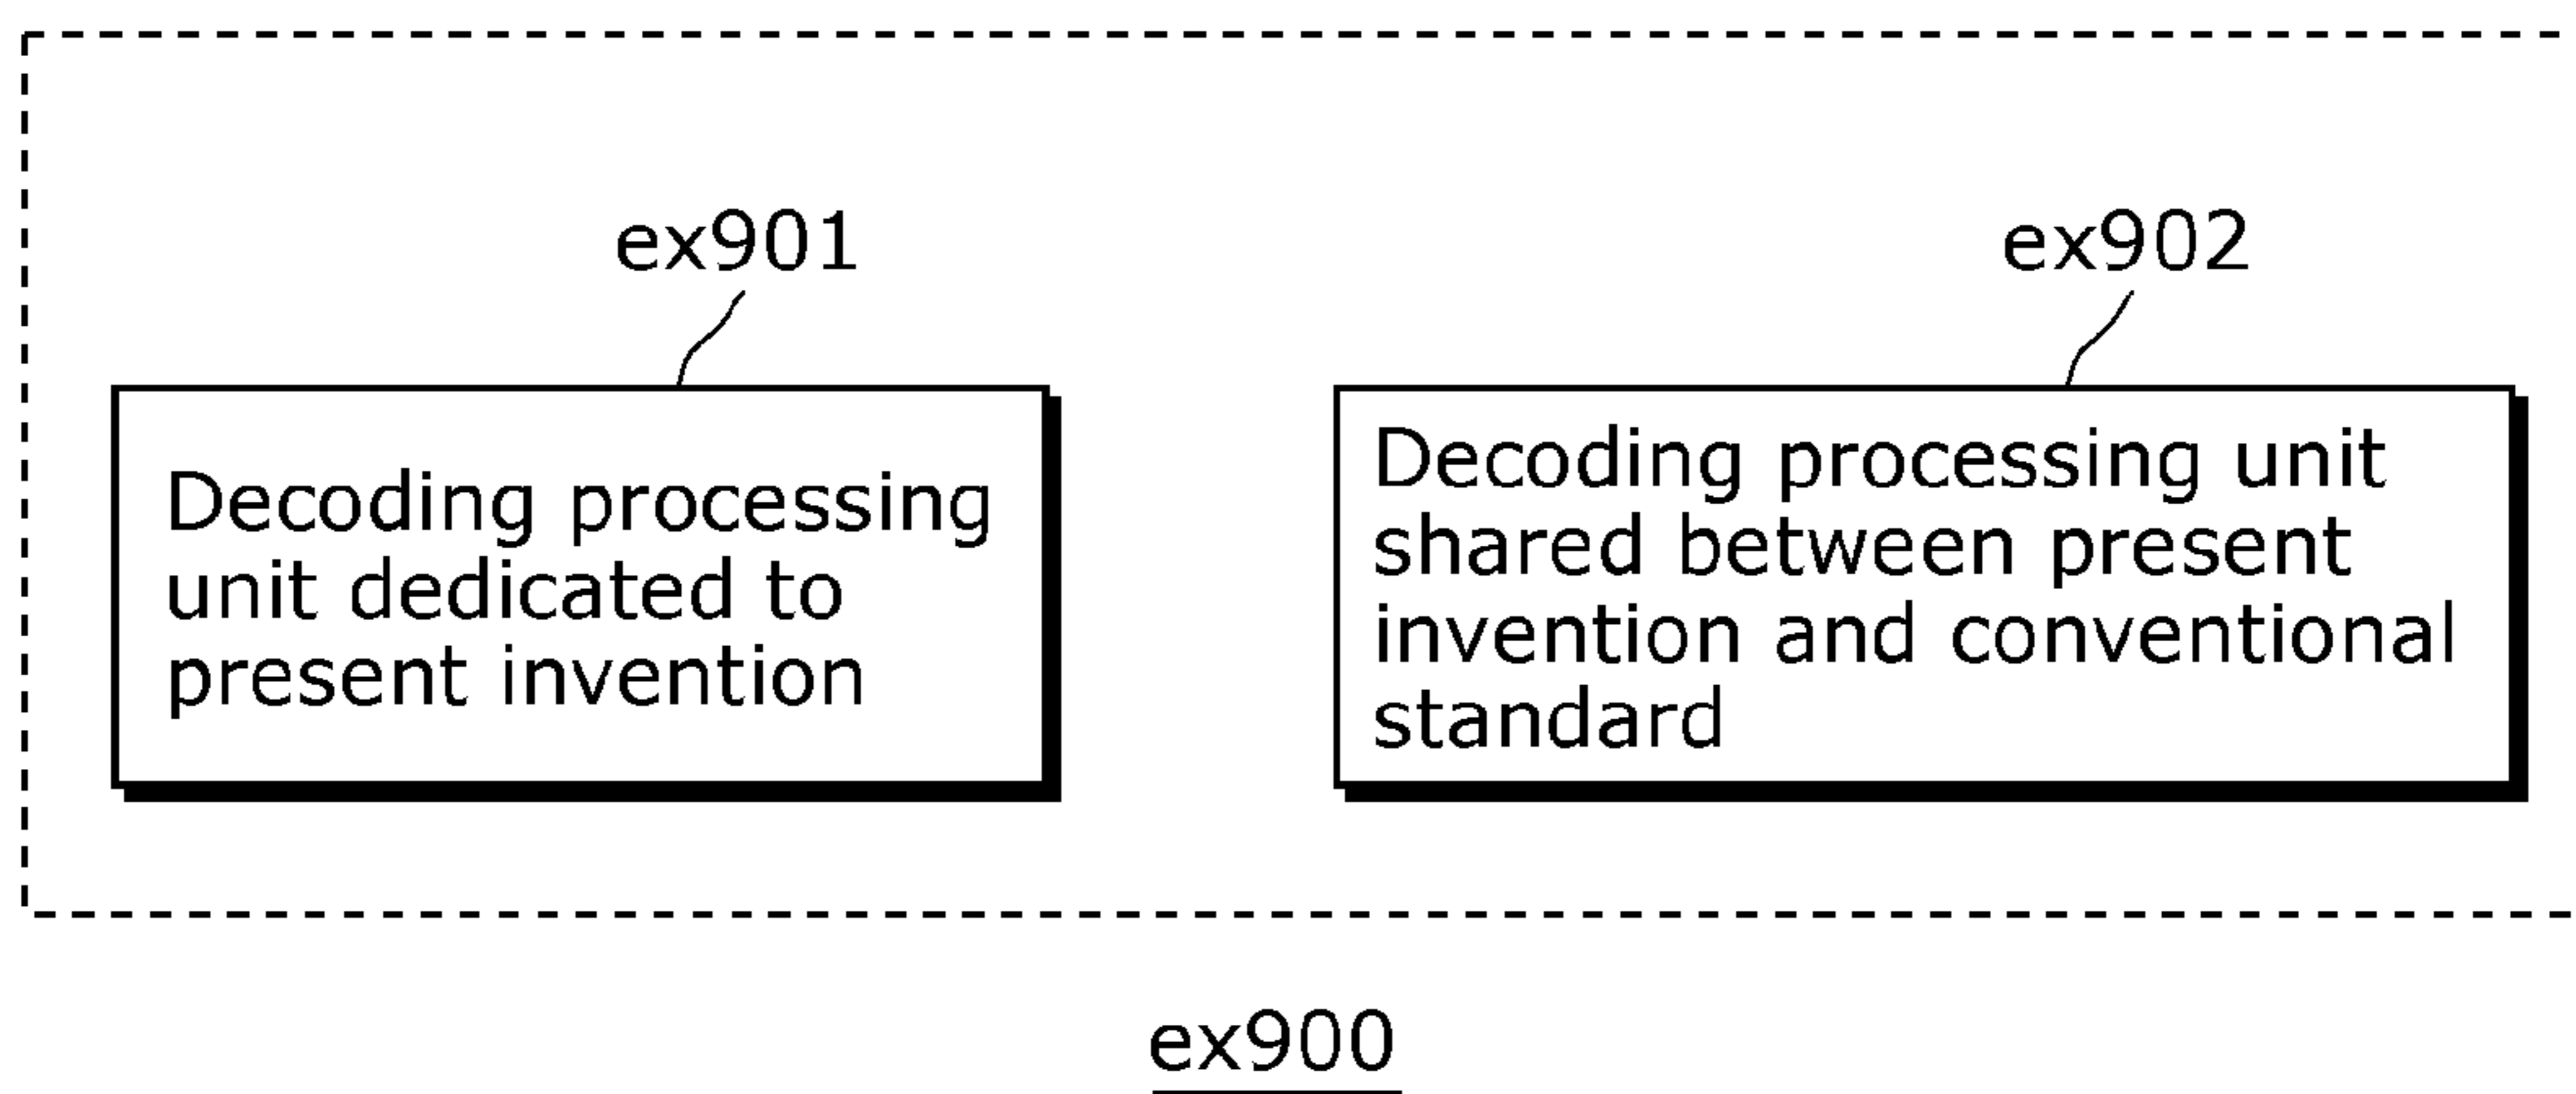 ex901
Decoding processing
unit dedicated to
present invention
ex902
Decoding processing unit
shared between present
invention and conventional
standard
ex900